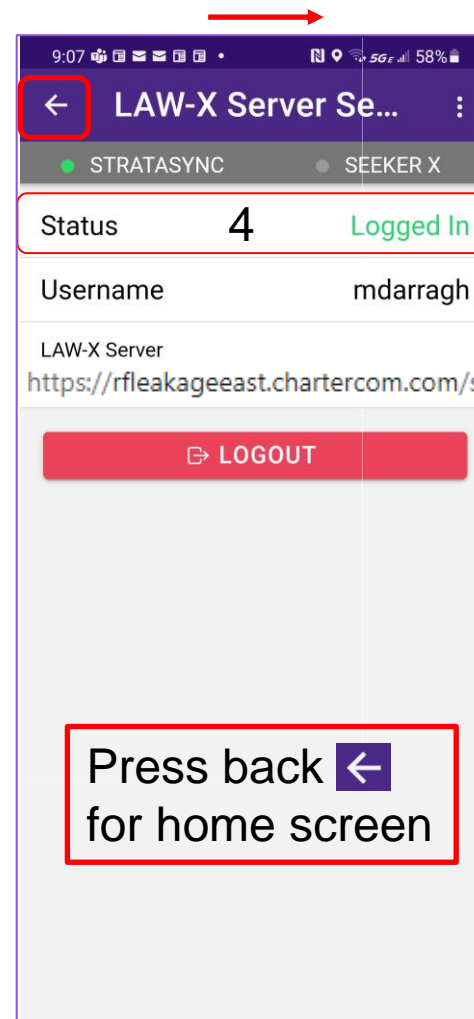 9:07 58%
5GE
LAW-X Server Se...
STRATASYNC SEEKER X
Status 4 Logged In
Username mdarragh
LAW-X Server
https://rfleakageeast.chartercom.com/s
LOGOUT
Press back
for home screen